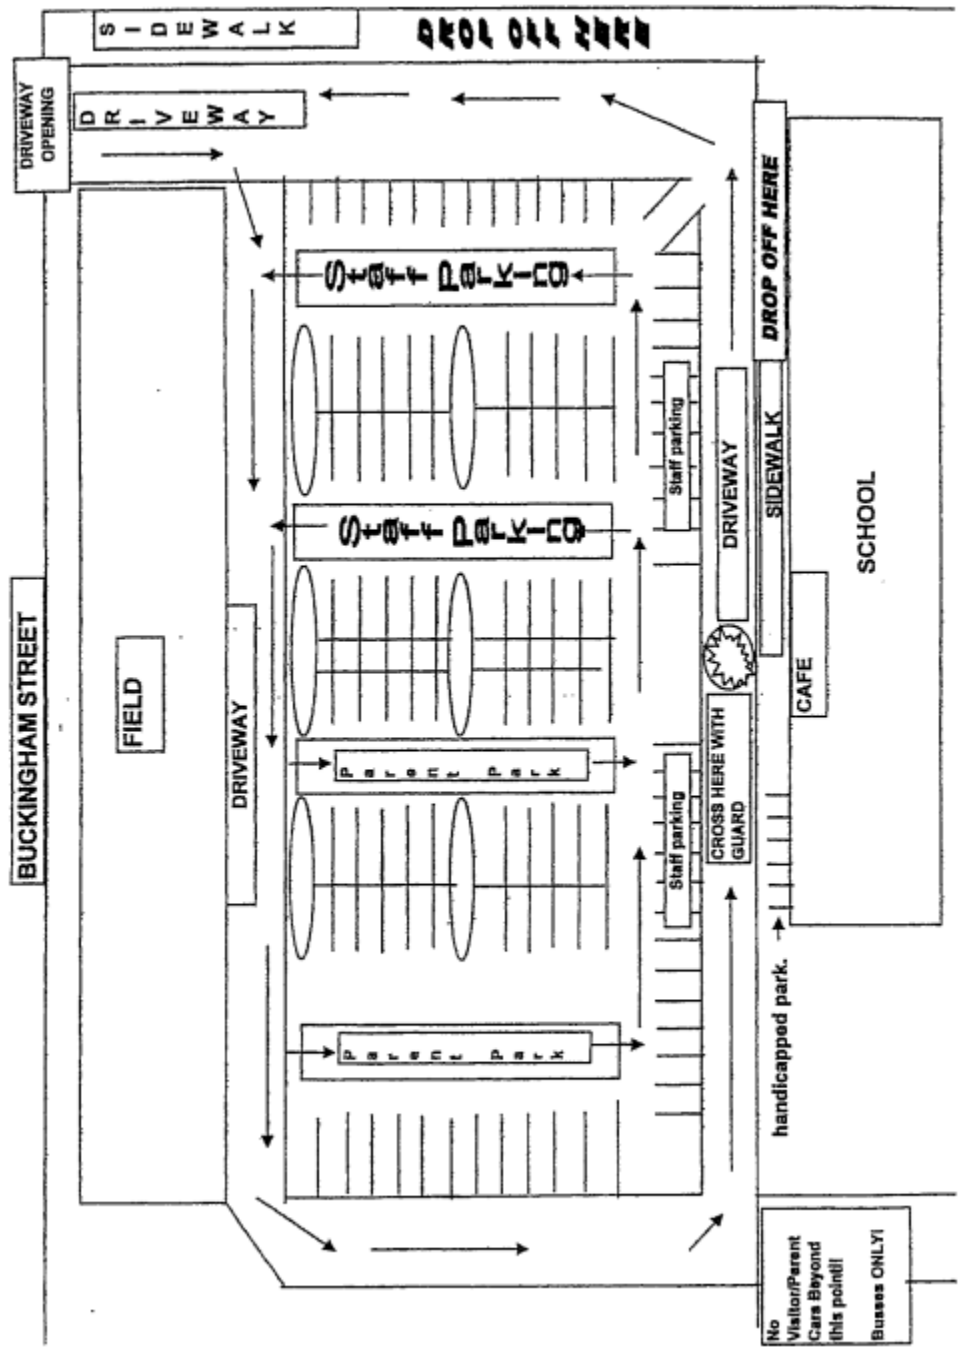 SIDEWALK
DROP OFF HERE
DRIVEWAY
OPENING
DRIVEWAY
BUCKINGHAM STREET
FIELD
DRIVEWAY
Staff Parking
Staff Parking
Parent Park
Parent Park
Staff parking
Staff parking
DRIVEWAY
CROSS HERE WITH
GUARD
DROP OFF HERE
SIDEWALK
SCHOOL
CAFE
handicapped park.
No
Visitor/Parent
Cars Beyond
this point!!
Busses ONLY!